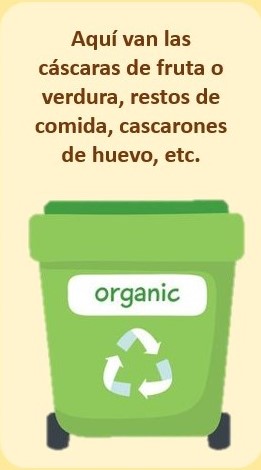 Aquí van las
cáscaras de fruta o
verdura, restos de
comida, cascarones
de huevo, etc.
organic